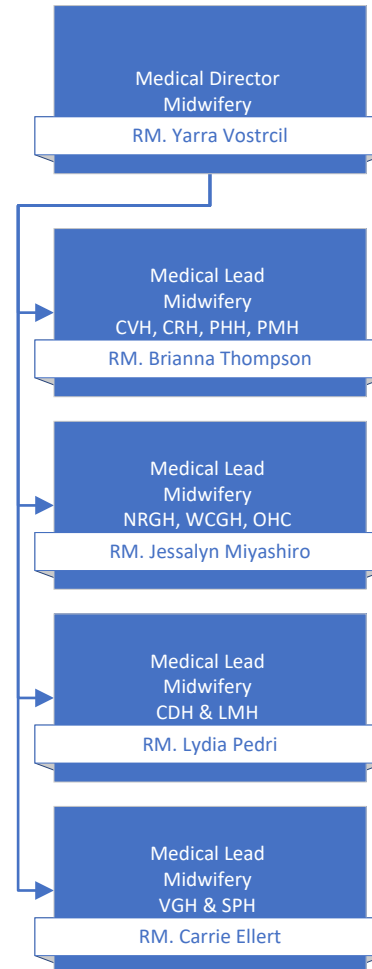 Medical Director
Midwifery
RM. Yarra Vostrcil
Medical Lead
Midwifery
CVH, CRH, PHH, PMH
RM. Brianna Thompson
Medical Lead
Midwifery
NRGH, WCGH, OHC
RM. Jessalyn Miyashiro
Medical Lead
Midwifery
CDH & LMH
RM. Lydia Pedri
Medical Lead
Midwifery
VGH & SPH
RM. Carrie Ellert